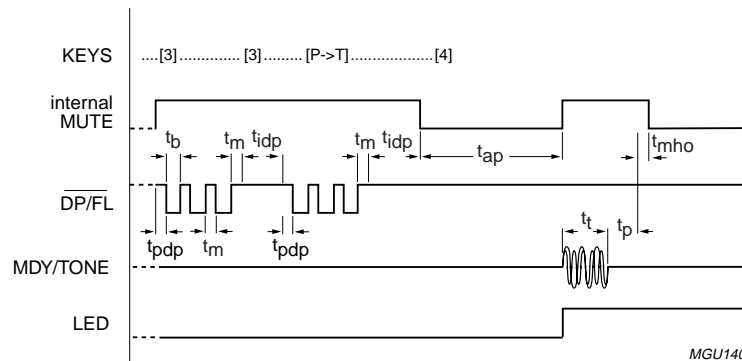 KEYS ....[3].............. [3] ......... [P->T]................... [4]
internal
MUTE
tb tm tidp tm tidp tap tmho
DP/FL
tpdp tm tpdp tt tp
MDY/TONE
LED
MGU140